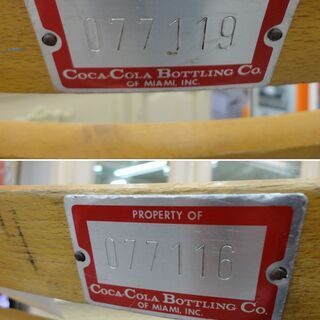 077119
COCA-COLA BOTTLING CO.
OF MIAMI, INC.
PROPERTY OF
077116
COCA-COLA BOTTLING CO.
OF MIAMI, INC.